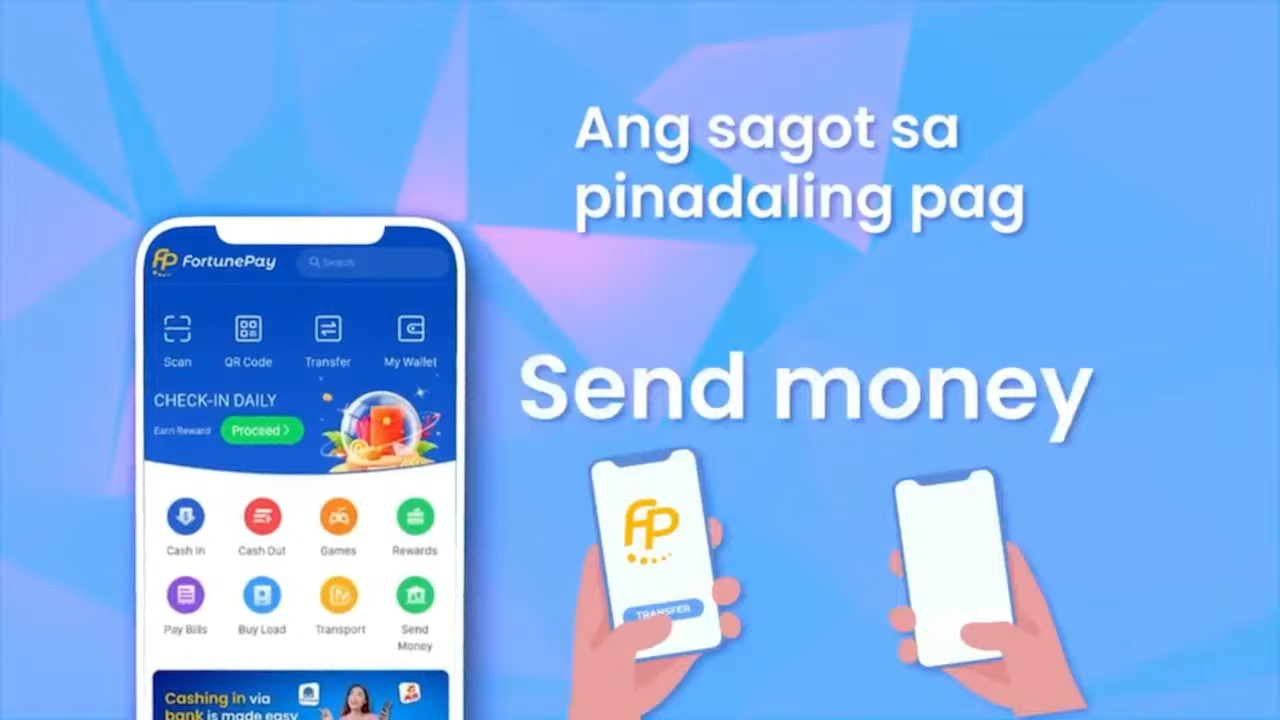 Ang sagot sa
pinadaling pag
Send money
FortunePay
Search
Scan
QR Code
Transfer
My Wallet
CHECK-IN DAILY
Earn Reward
Proceed >
Cash In
Cash Out
Games
Rewards
Pay Bills
Buy Load
Transport
Send
Money
Cashing in via
bank is made easy
FP
TRANSFER